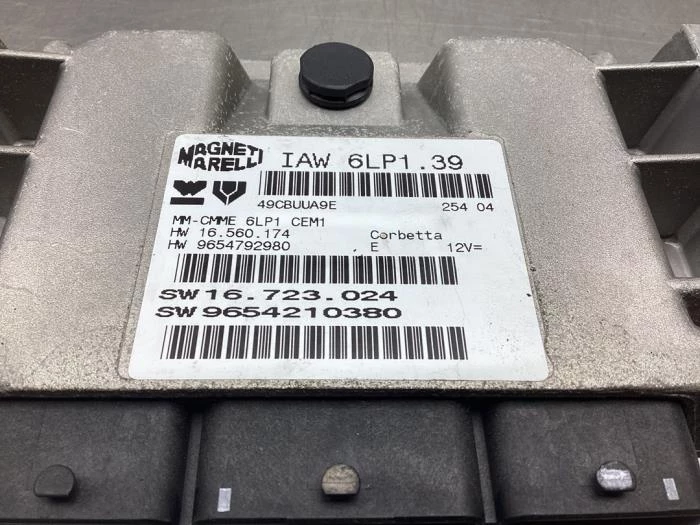 MAGNETI MARELLI IAW 6LP1.39
49CBUUA9E 254 04
MM-CMME 6LP1 CEM1
HW 16.560.174 Corbetta
HW 9654792980 E 12V=
SW 16.723.024
SW 9654210380